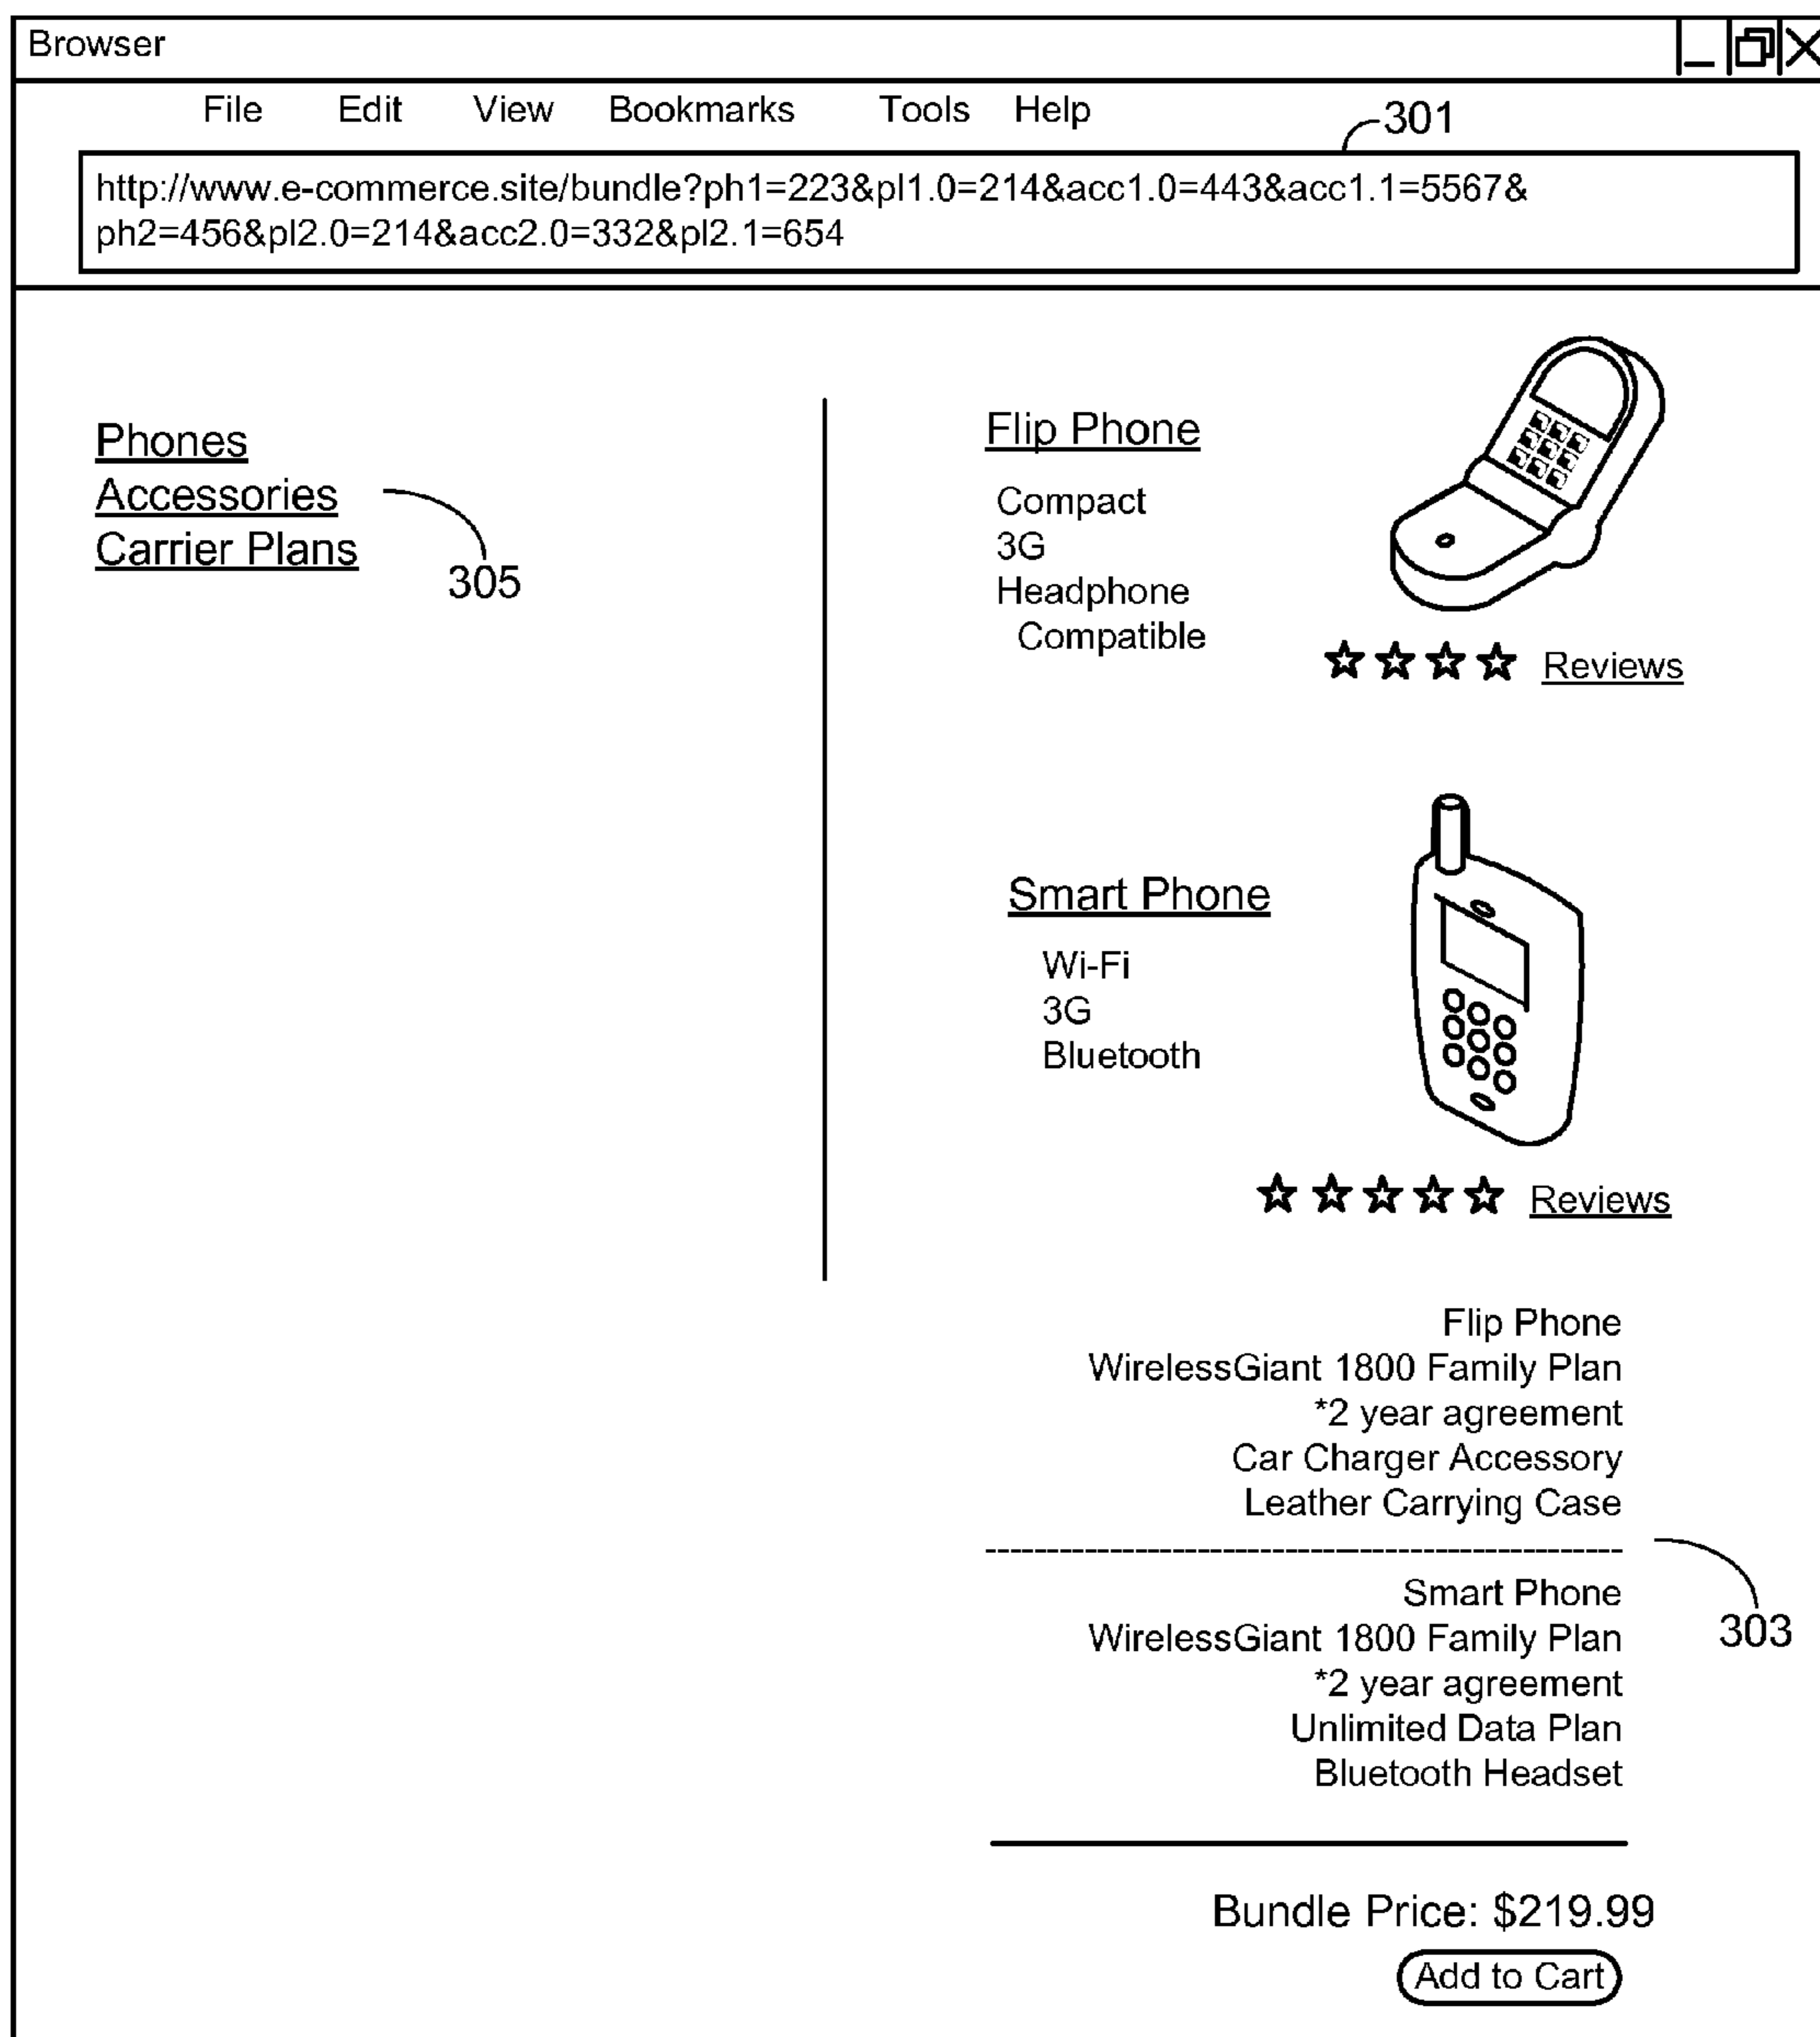 Browser
File Edit View Bookmarks Tools Help
301
http://www.e-commerce.site/bundle?ph1=223&pl1.0=214&acc1.0=443&acc1.1=5567&
ph2=456&pl2.0=214&acc2.0=332&pl2.1=654
Phones
Accessories
Carrier Plans
305
Flip Phone
Compact
3G
Headphone
Compatible
Reviews
Smart Phone
Wi-Fi
3G
Bluetooth
Reviews
Flip Phone
WirelessGiant 1800 Family Plan
*2 year agreement
Car Charger Accessory
Leather Carrying Case
----------------------------------------------------
Smart Phone
303
WirelessGiant 1800 Family Plan
*2 year agreement
Unlimited Data Plan
Bluetooth Headset
Bundle Price: $219.99
Add to Cart